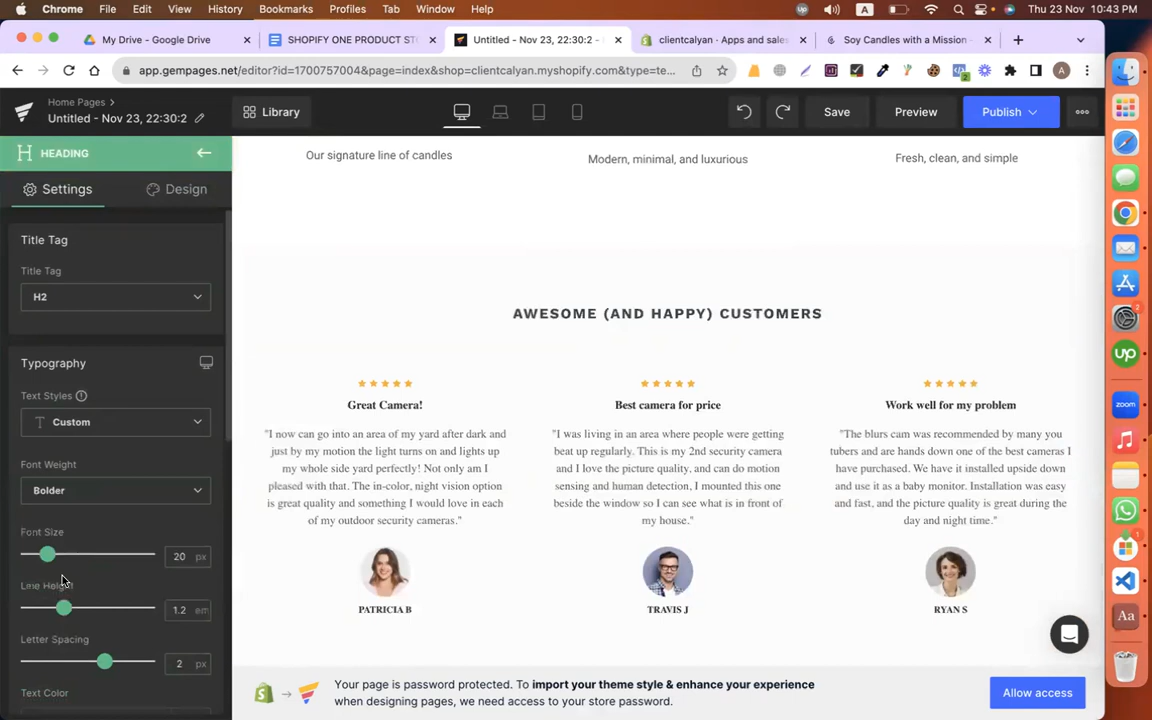 Chrome File Edit View History Bookmarks Profiles Tab Window Help
A Thu 23 Nov 10:43 PM
My Drive - Google Drive
SHOPIFY ONE PRODUCT ST
Untitled - Nov 23, 22:30:2 -
clientcalyan · Apps and sales
Soy Candles with a Mission
app.gempages.net/editor?id=1700757004&page=index&shop=clientcalyan.myshopify.com&type=te...
Home Pages
Untitled - Nov 23, 22:30:2
Library
Save
Preview
Publish
HEADING
Settings
Design
Title Tag
Title Tag
H2
Typography
Text Styles
Custom
Font Weight
Bolder
Font Size
20 px
Line Height
1.2 em
Letter Spacing
2 px
Text Color
Our signature line of candles
Modern, minimal, and luxurious
Fresh, clean, and simple
AWESOME (AND HAPPY) CUSTOMERS
Great Camera!
"I now can go into an area of my yard after dark and
just by my motion the light turns on and lights up
my whole side yard perfectly! Not only am I
pleased with that. The in-color, night vision option
is great quality and something I would love in each
of my outdoor security cameras."
PATRICIA B
Best camera for price
"I was living in an area where people were getting
beat up regularly. This is my 2nd security camera
and I love the picture quality, and can do motion
sensing and human detection, I mounted this one
beside the window so I can see what is in front of
my house."
TRAVIS J
Work well for my problem
"The blurs cam was recommended by many you
tubers and are hands down one of the best cameras I
have purchased. We have it installed upside down
and use it as a baby monitor. Installation was easy
and fast, and the picture quality is great during the
day and night time."
RYAN S
Your page is password protected. To import your theme style & enhance your experience
when designing pages, we need access to your store password.
Allow access
up
zoom
Aa